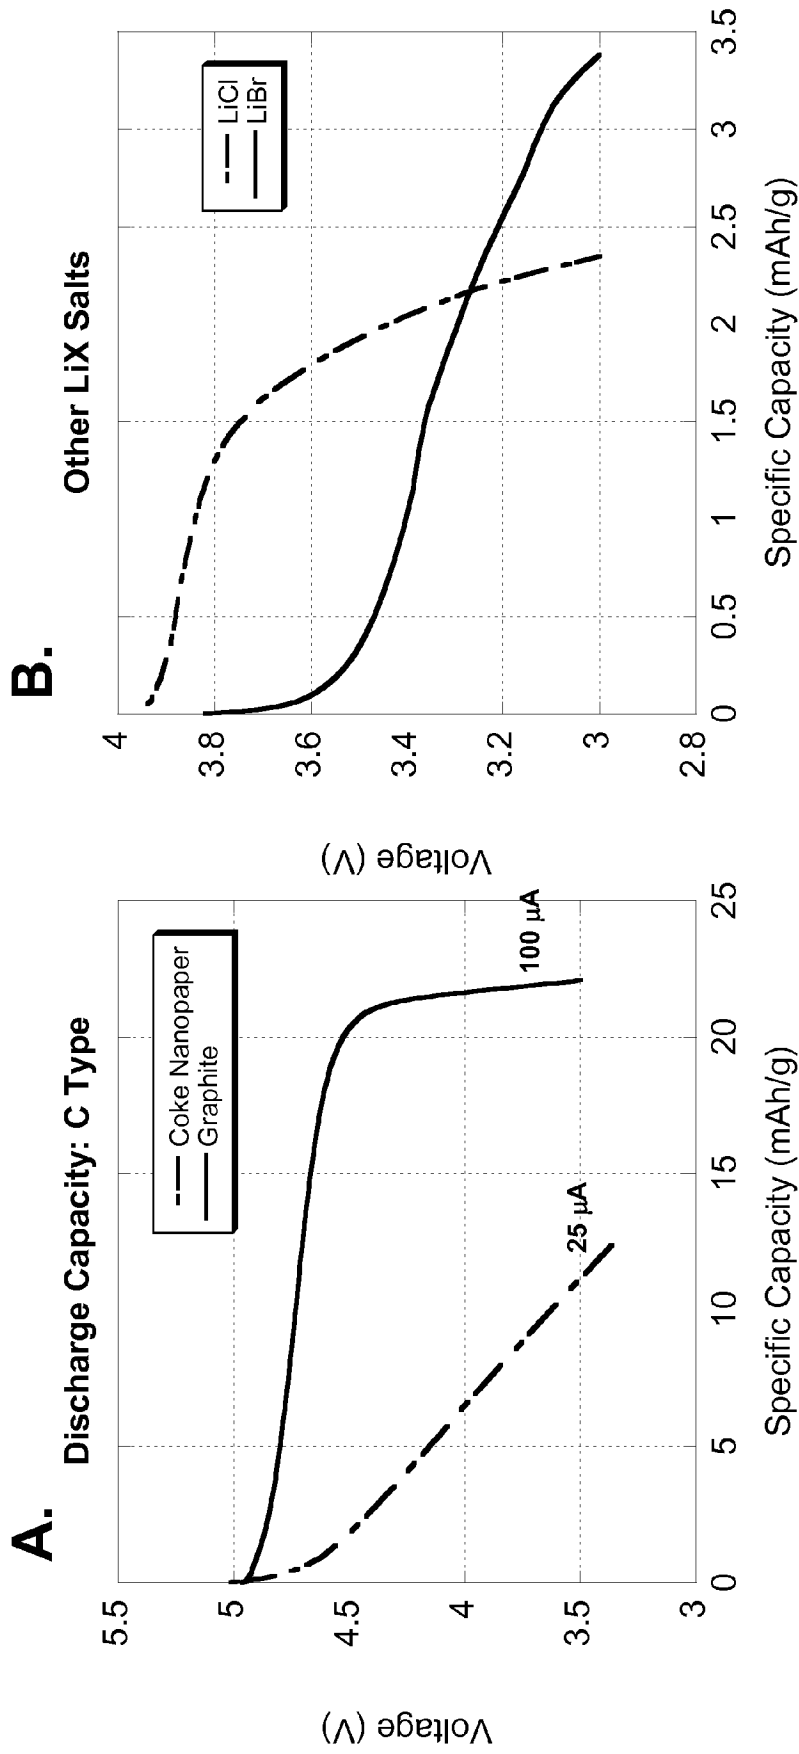 A.
Discharge Capacity: C Type
Coke Nanopaper
Graphite
5.5
5
4.5
4
3.5
3
Voltage (V)
100 µA
25 µA
0 5 10 15 20 25
Specific Capacity (mAh/g)
B.
Other LiX Salts
LiCl
LiBr
4
3.8
3.6
3.4
3.2
3
2.8
Voltage (V)
0 0.5 1 1.5 2 2.5 3 3.5
Specific Capacity (mAh/g)